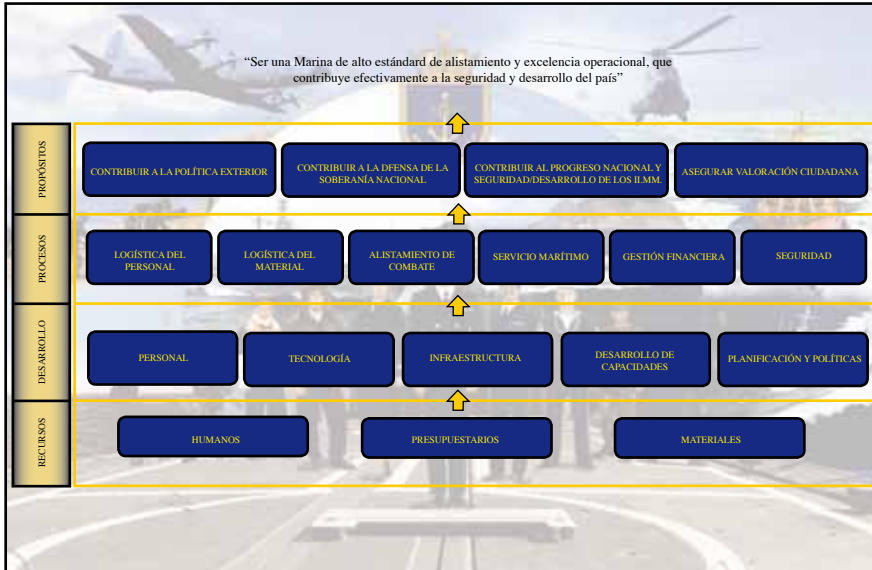 “Ser una Marina de alto estándard de alistamiento y excelencia operacional, que
contribuye efectivamente a la seguridad y desarrollo del país”
PROPÓSITOS
CONTRIBUIR A LA POLÍTICA EXTERIOR
CONTRIBUIR A LA DFENSA DE LA
SOBERANÍA NACIONAL
CONTRIBUIR AL PROGRESO NACIONAL Y
SEGURIDAD/DESARROLLO DE LOS II.MM.
ASEGURAR VALORACIÓN CIUDADANA
PROCESOS
LOGÍSTICA DEL
PERSONAL
LOGÍSTICA DEL
MATERIAL
ALISTAMIENTO DE
COMBATE
SERVICIO MARÍTIMO
GESTIÓN FINANCIERA
SEGURIDAD
DESARROLLO
PERSONAL
TECNOLOGÍA
INFRAESTRUCTURA
DESARROLLO DE
CAPACIDADES
PLANIFICACIÓN Y POLÍTICAS
RECURSOS
HUMANOS
PRESUPUESTARIOS
MATERIALES